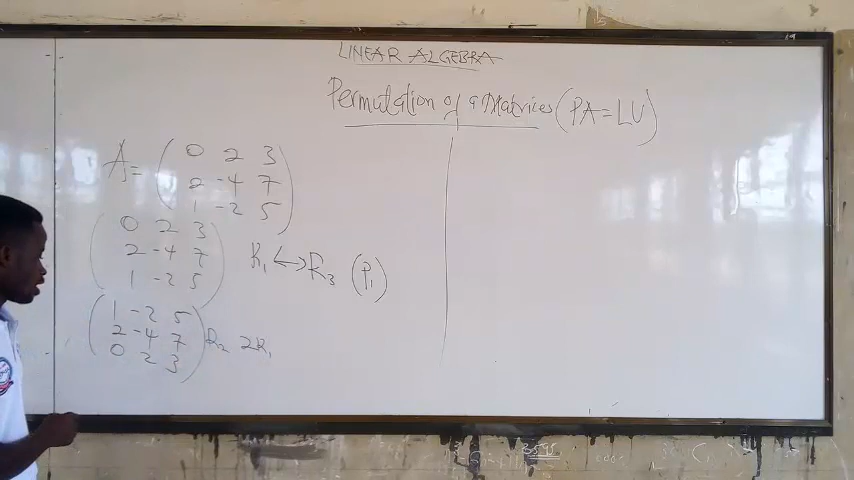 LINEAR ALGEBRA
Permutation of a Matrices (PA=LU)
A = ( 0 2 3
2 -4 7
1 -2 5 )
( 0 2 3
2 -4 7
1 -2 5 ) R₁ ↔ R₃ (P₁)
( 1 -2 5
2 -4 7
0 2 3 ) R₂ 2R₁